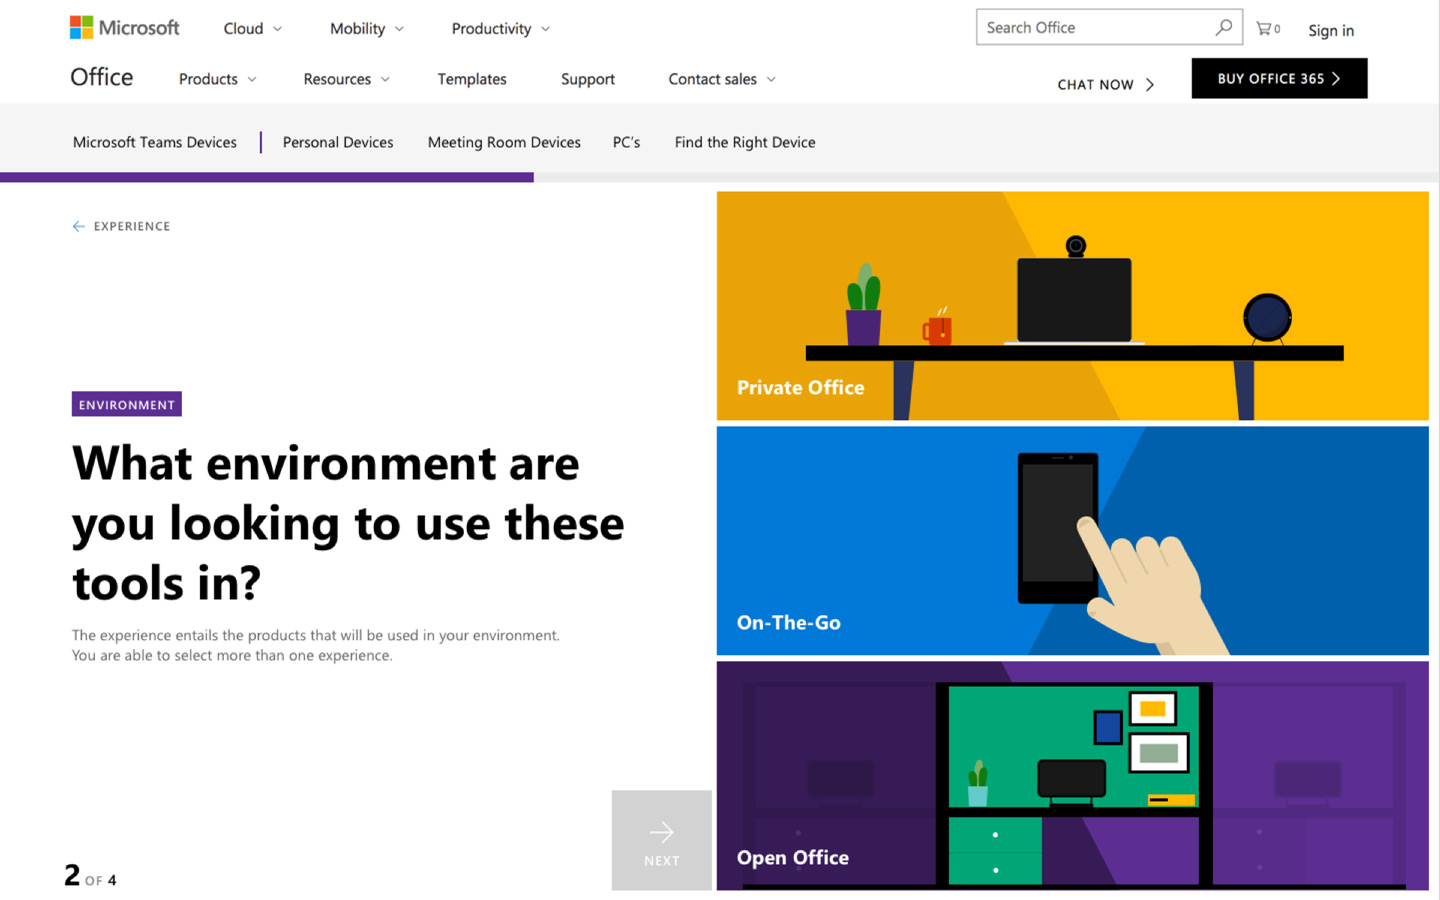 Microsoft
Cloud
Mobility
Productivity
Search Office
0
Sign in
Office
Products
Resources
Templates
Support
Contact sales
CHAT NOW
BUY OFFICE 365
Microsoft Teams Devices
Personal Devices
Meeting Room Devices
PC's
Find the Right Device
EXPERIENCE
ENVIRONMENT
What environment are
you looking to use these
tools in?
The experience entails the products that will be used in your environment.
You are able to select more than one experience.
NEXT
2 OF 4
Private Office
On-The-Go
Open Office